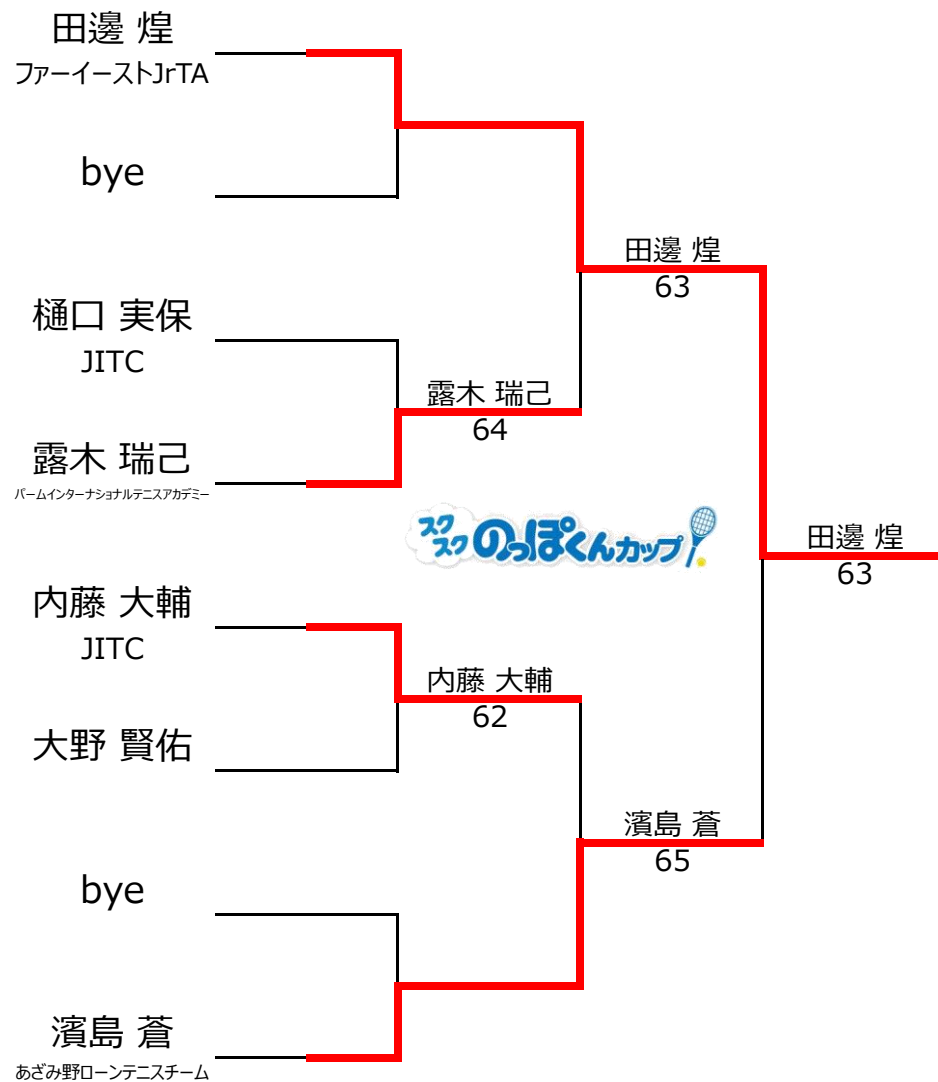 田邊 煌
ファーイーストJrTA
bye
田邊 煌
63
樋口 実保
JITC
露木 瑞己
64
露木 瑞己
パームインターナショナルテニスアカデミー
スク
スク のっぽくんカップ
田邊 煌
63
内藤 大輔
JITC
内藤 大輔
62
大野 賢佑
濱島 蒼
65
bye
濱島 蒼
あざみ野ローンテニスチーム